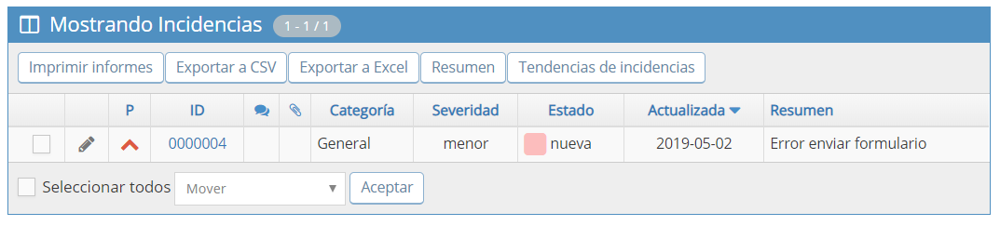 Mostrando Incidencias 1 - 1 / 1
Imprimir informes Exportar a CSV Exportar a Excel Resumen Tendencias de incidencias
P ID Categoría Severidad Estado Actualizada Resumen
0000004 General menor nueva 2019-05-02 Error enviar formulario
Seleccionar todos Mover Aceptar